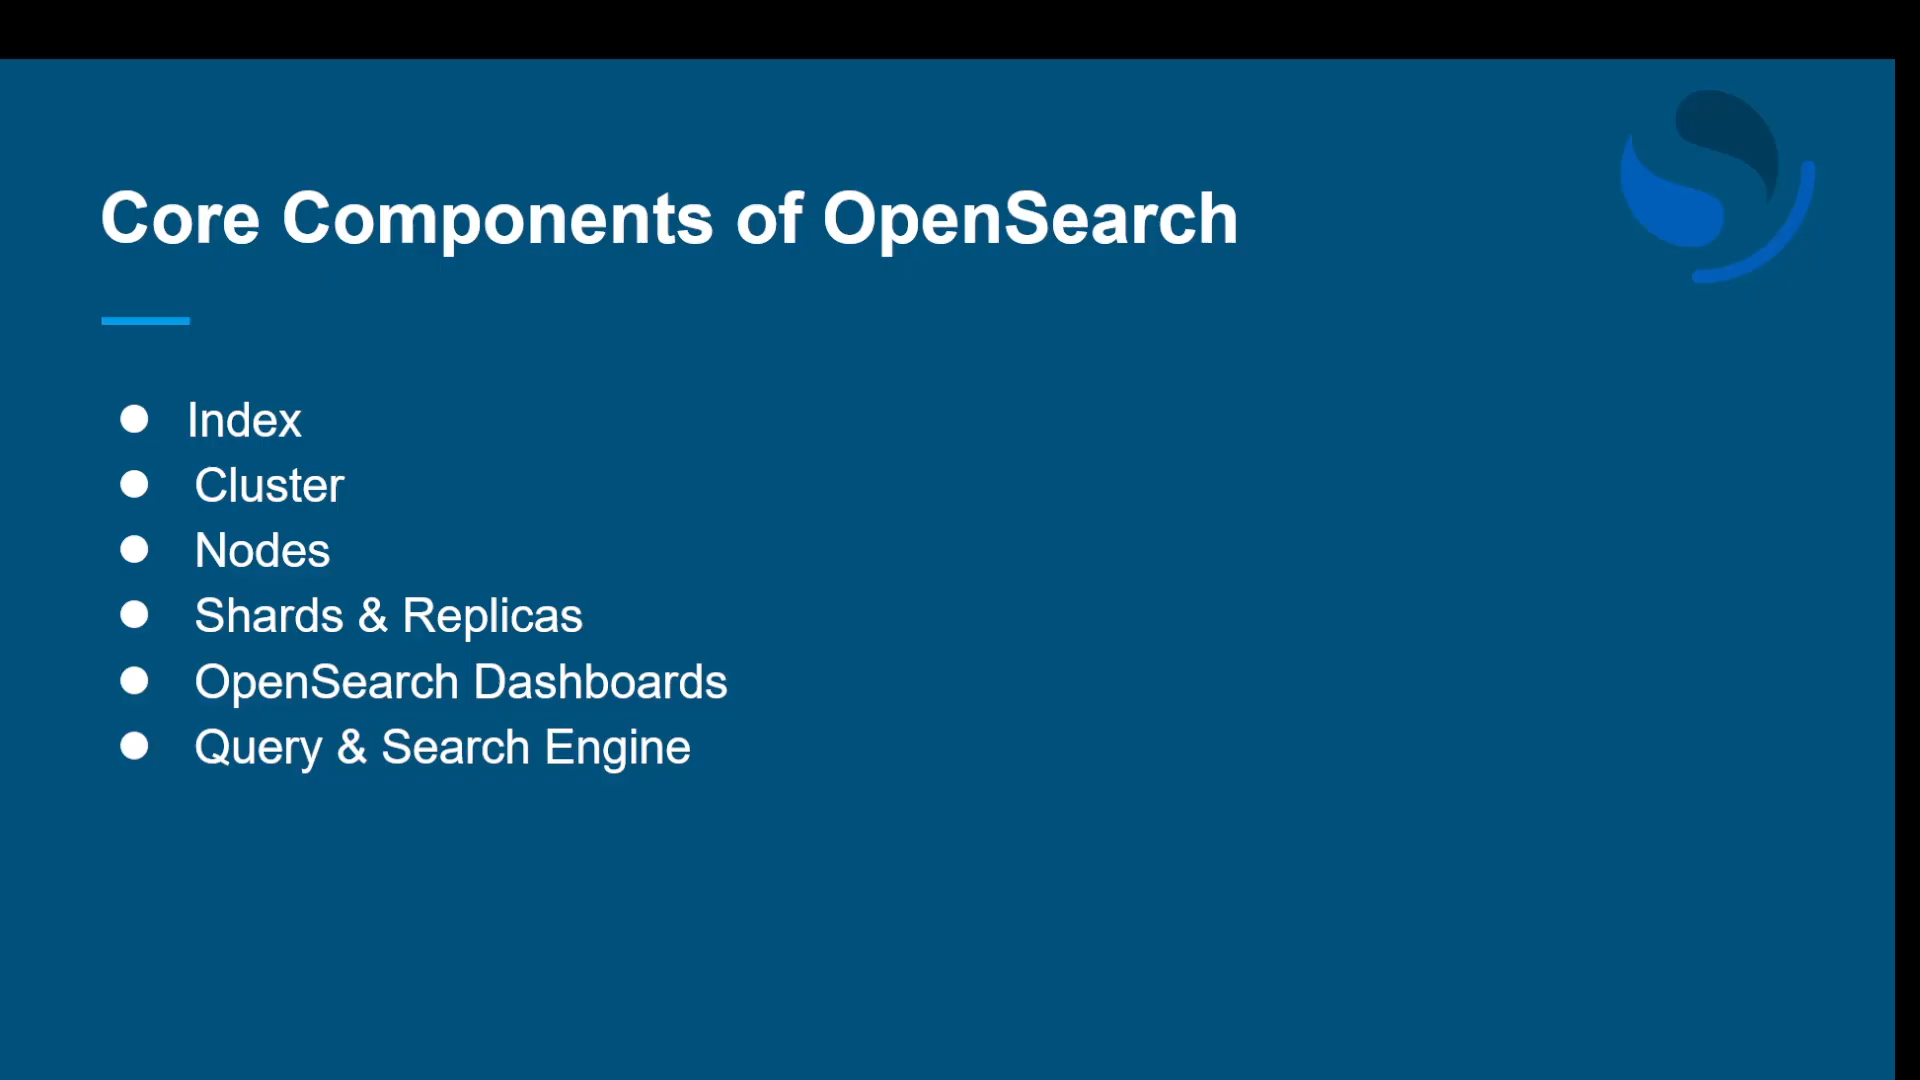 Core Components of OpenSearch
● Index
● Cluster
● Nodes
● Shards & Replicas
● OpenSearch Dashboards
● Query & Search Engine